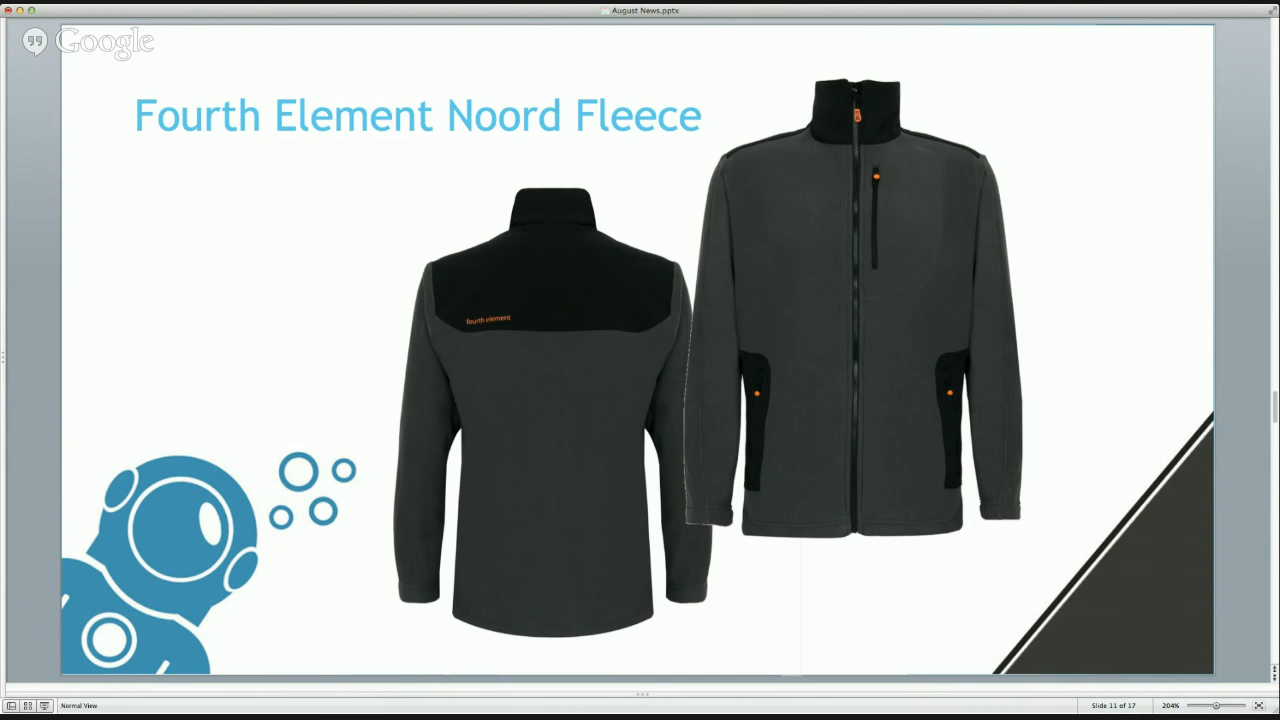 August News.pptx
Google
Fourth Element Noord Fleece
fourth element
Normal View
Slide 11 of 17
204%